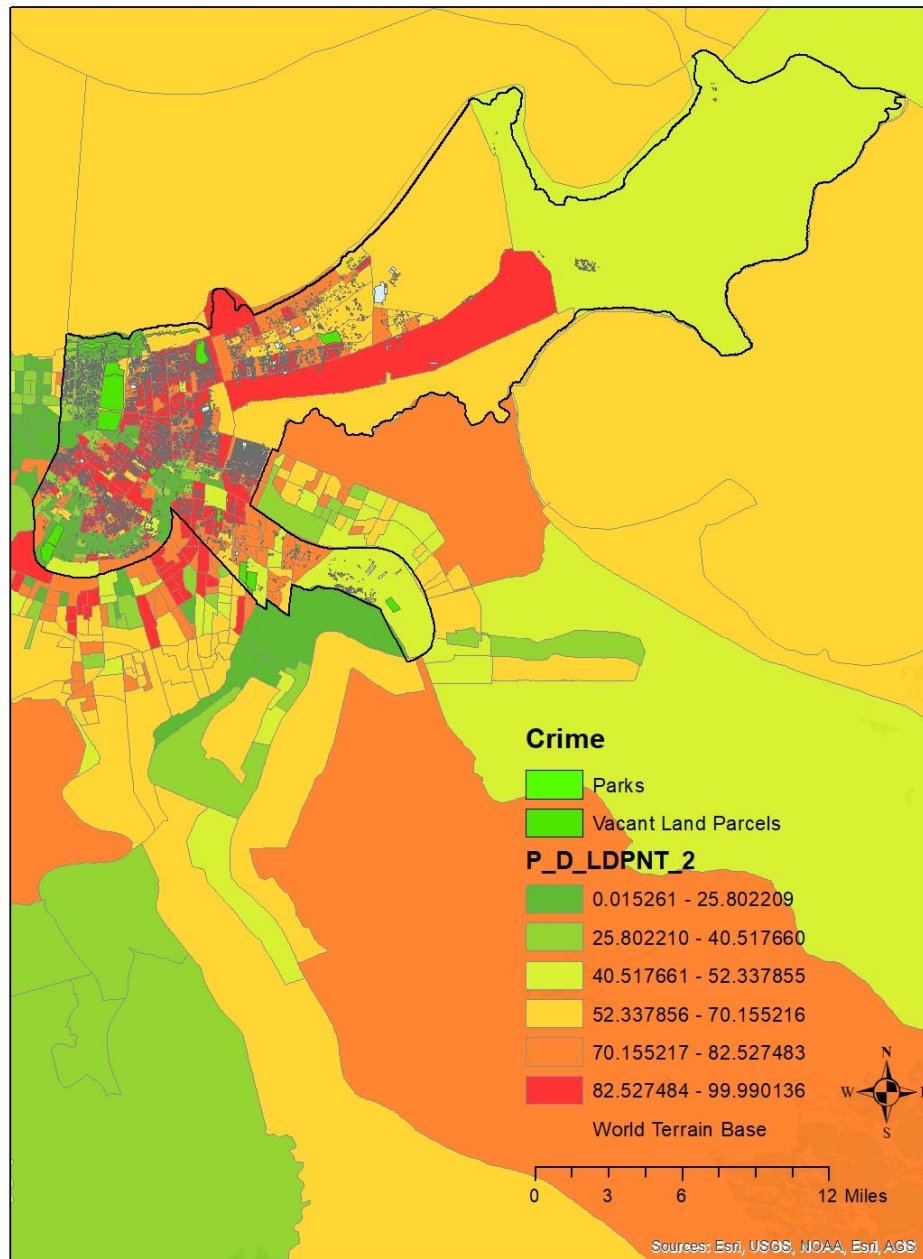 Crime
Parks
Vacant Land Parcels
P_D_LDPNT_2
0.015261 - 25.802209
25.802210 - 40.517660
40.517661 - 52.337855
52.337856 - 70.155216
70.155217 - 82.527483
82.527484 - 99.990136
World Terrain Base
N
W
S
0 3 6 12 Miles
Sources: Esri, USGS, NOAA, Esri, AGS